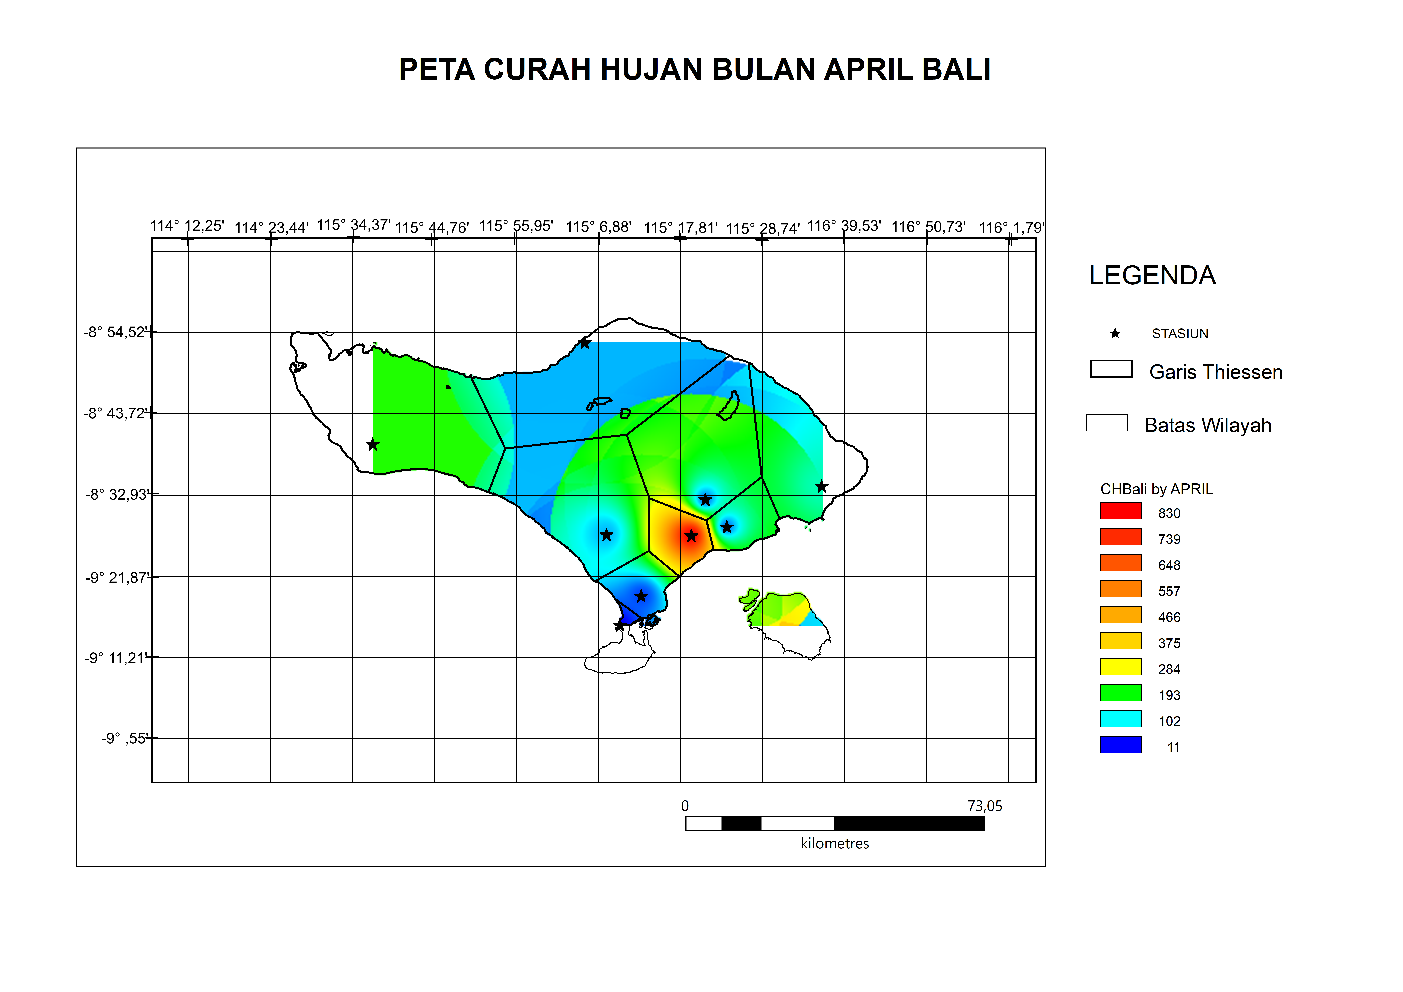 PETA CURAH HUJAN BULAN APRIL BALI
114° 12,25' 114° 23,44' 115° 34,37' 115° 44,76' 115° 55,95' 115° 6,88' 115° 17,81' 115° 28,74' 116° 39,53' 116° 50,73' 116° 1,79'
-8° 54,52'
-8° 43,72'
-8° 32,93'
-9° 21,87'
-9° 11,21'
-9° ,55'
0 73,05
kilometres
LEGENDA
STASIUN
Garis Thiessen
Batas Wilayah
CHBali by APRIL
830
739
648
557
466
375
284
193
102
11